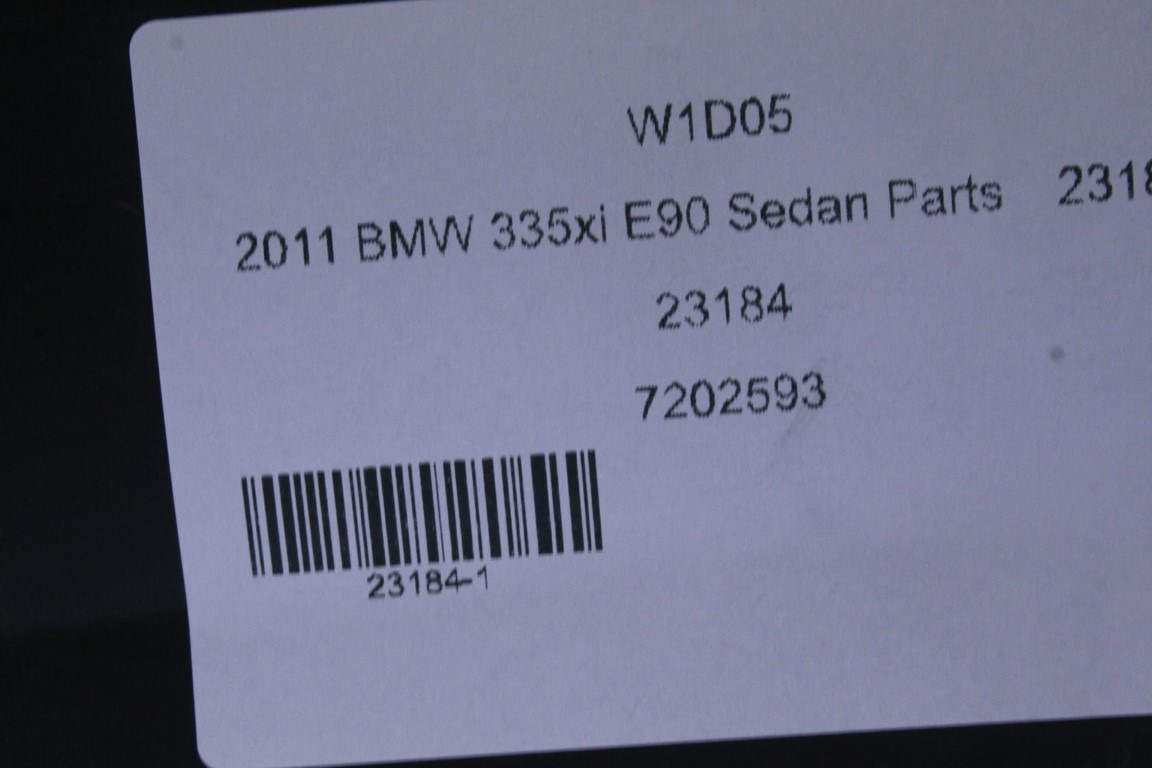 W1D05
2011 BMW 335xi E90 Sedan Parts
23184
7202593
23184-1